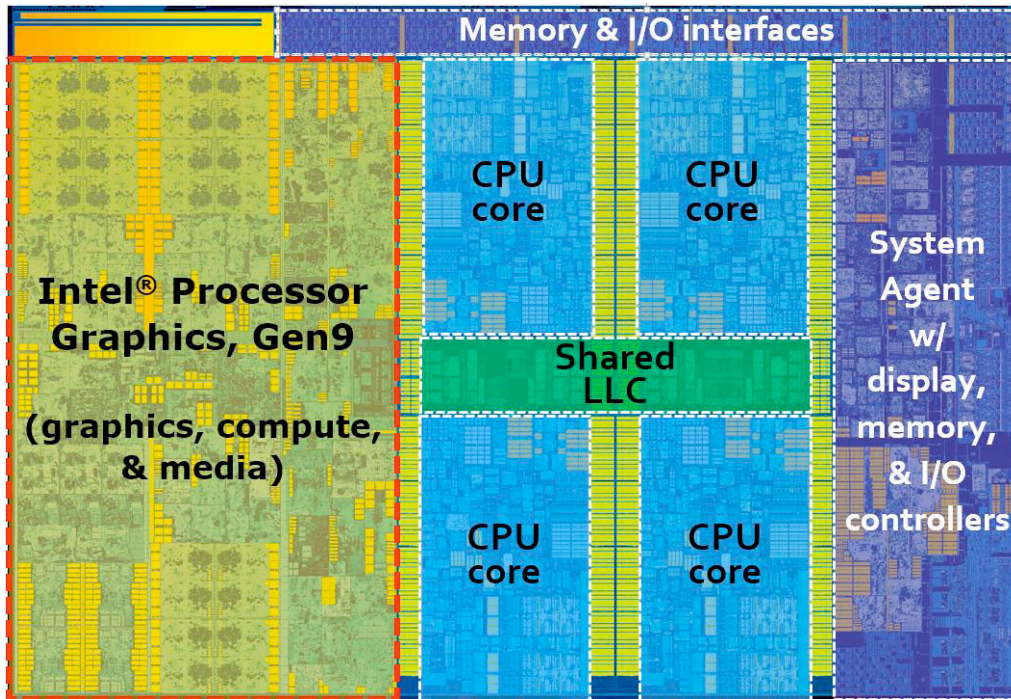 Memory & I/O interfaces
CPU
core
CPU
core
Intel® Processor
Graphics, Gen9
(graphics, compute,
& media)
Shared
LLC
System
Agent
w/
display,
memory,
& I/O
controllers
CPU
core
CPU
core